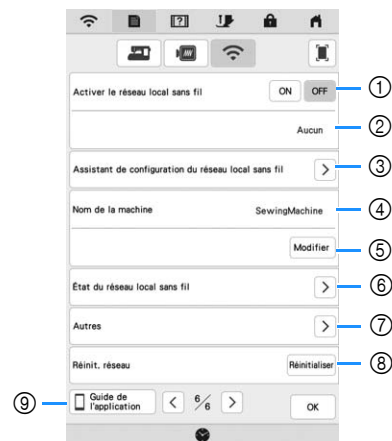 Activer le réseau local sans fil ON OFF ①
Aucun ②
Assistant de configuration du réseau local sans fil > ③
Nom de la machine SewingMachine ④
Modifier ⑤
État du réseau local sans fil > ⑥
Autres > ⑦
Réinit, réseau Réinitialiser ⑧
⑨ Guide de
l'application < 6/6 > OK